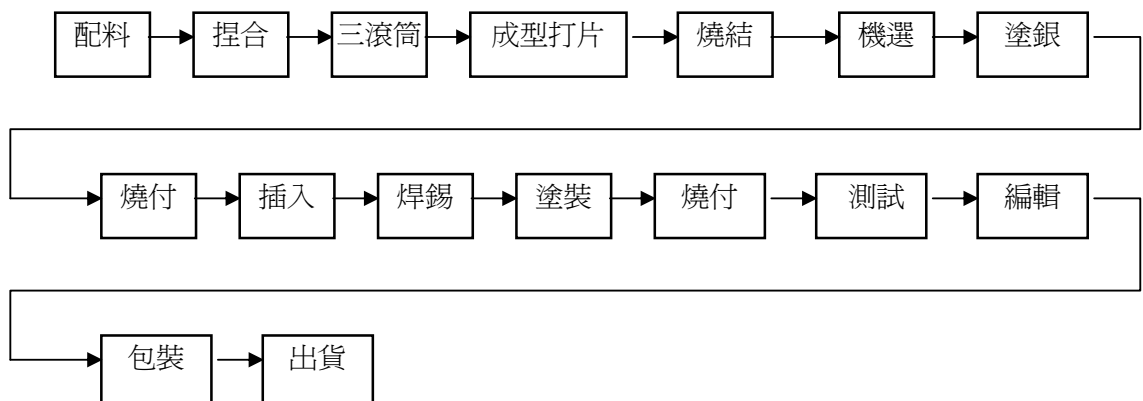 配料 捏合 三滾筒 成型打片 燒結 機選 塗銀
燒付 插入 焊錫 塗裝 燒付 測試 編輯
包裝 出貨